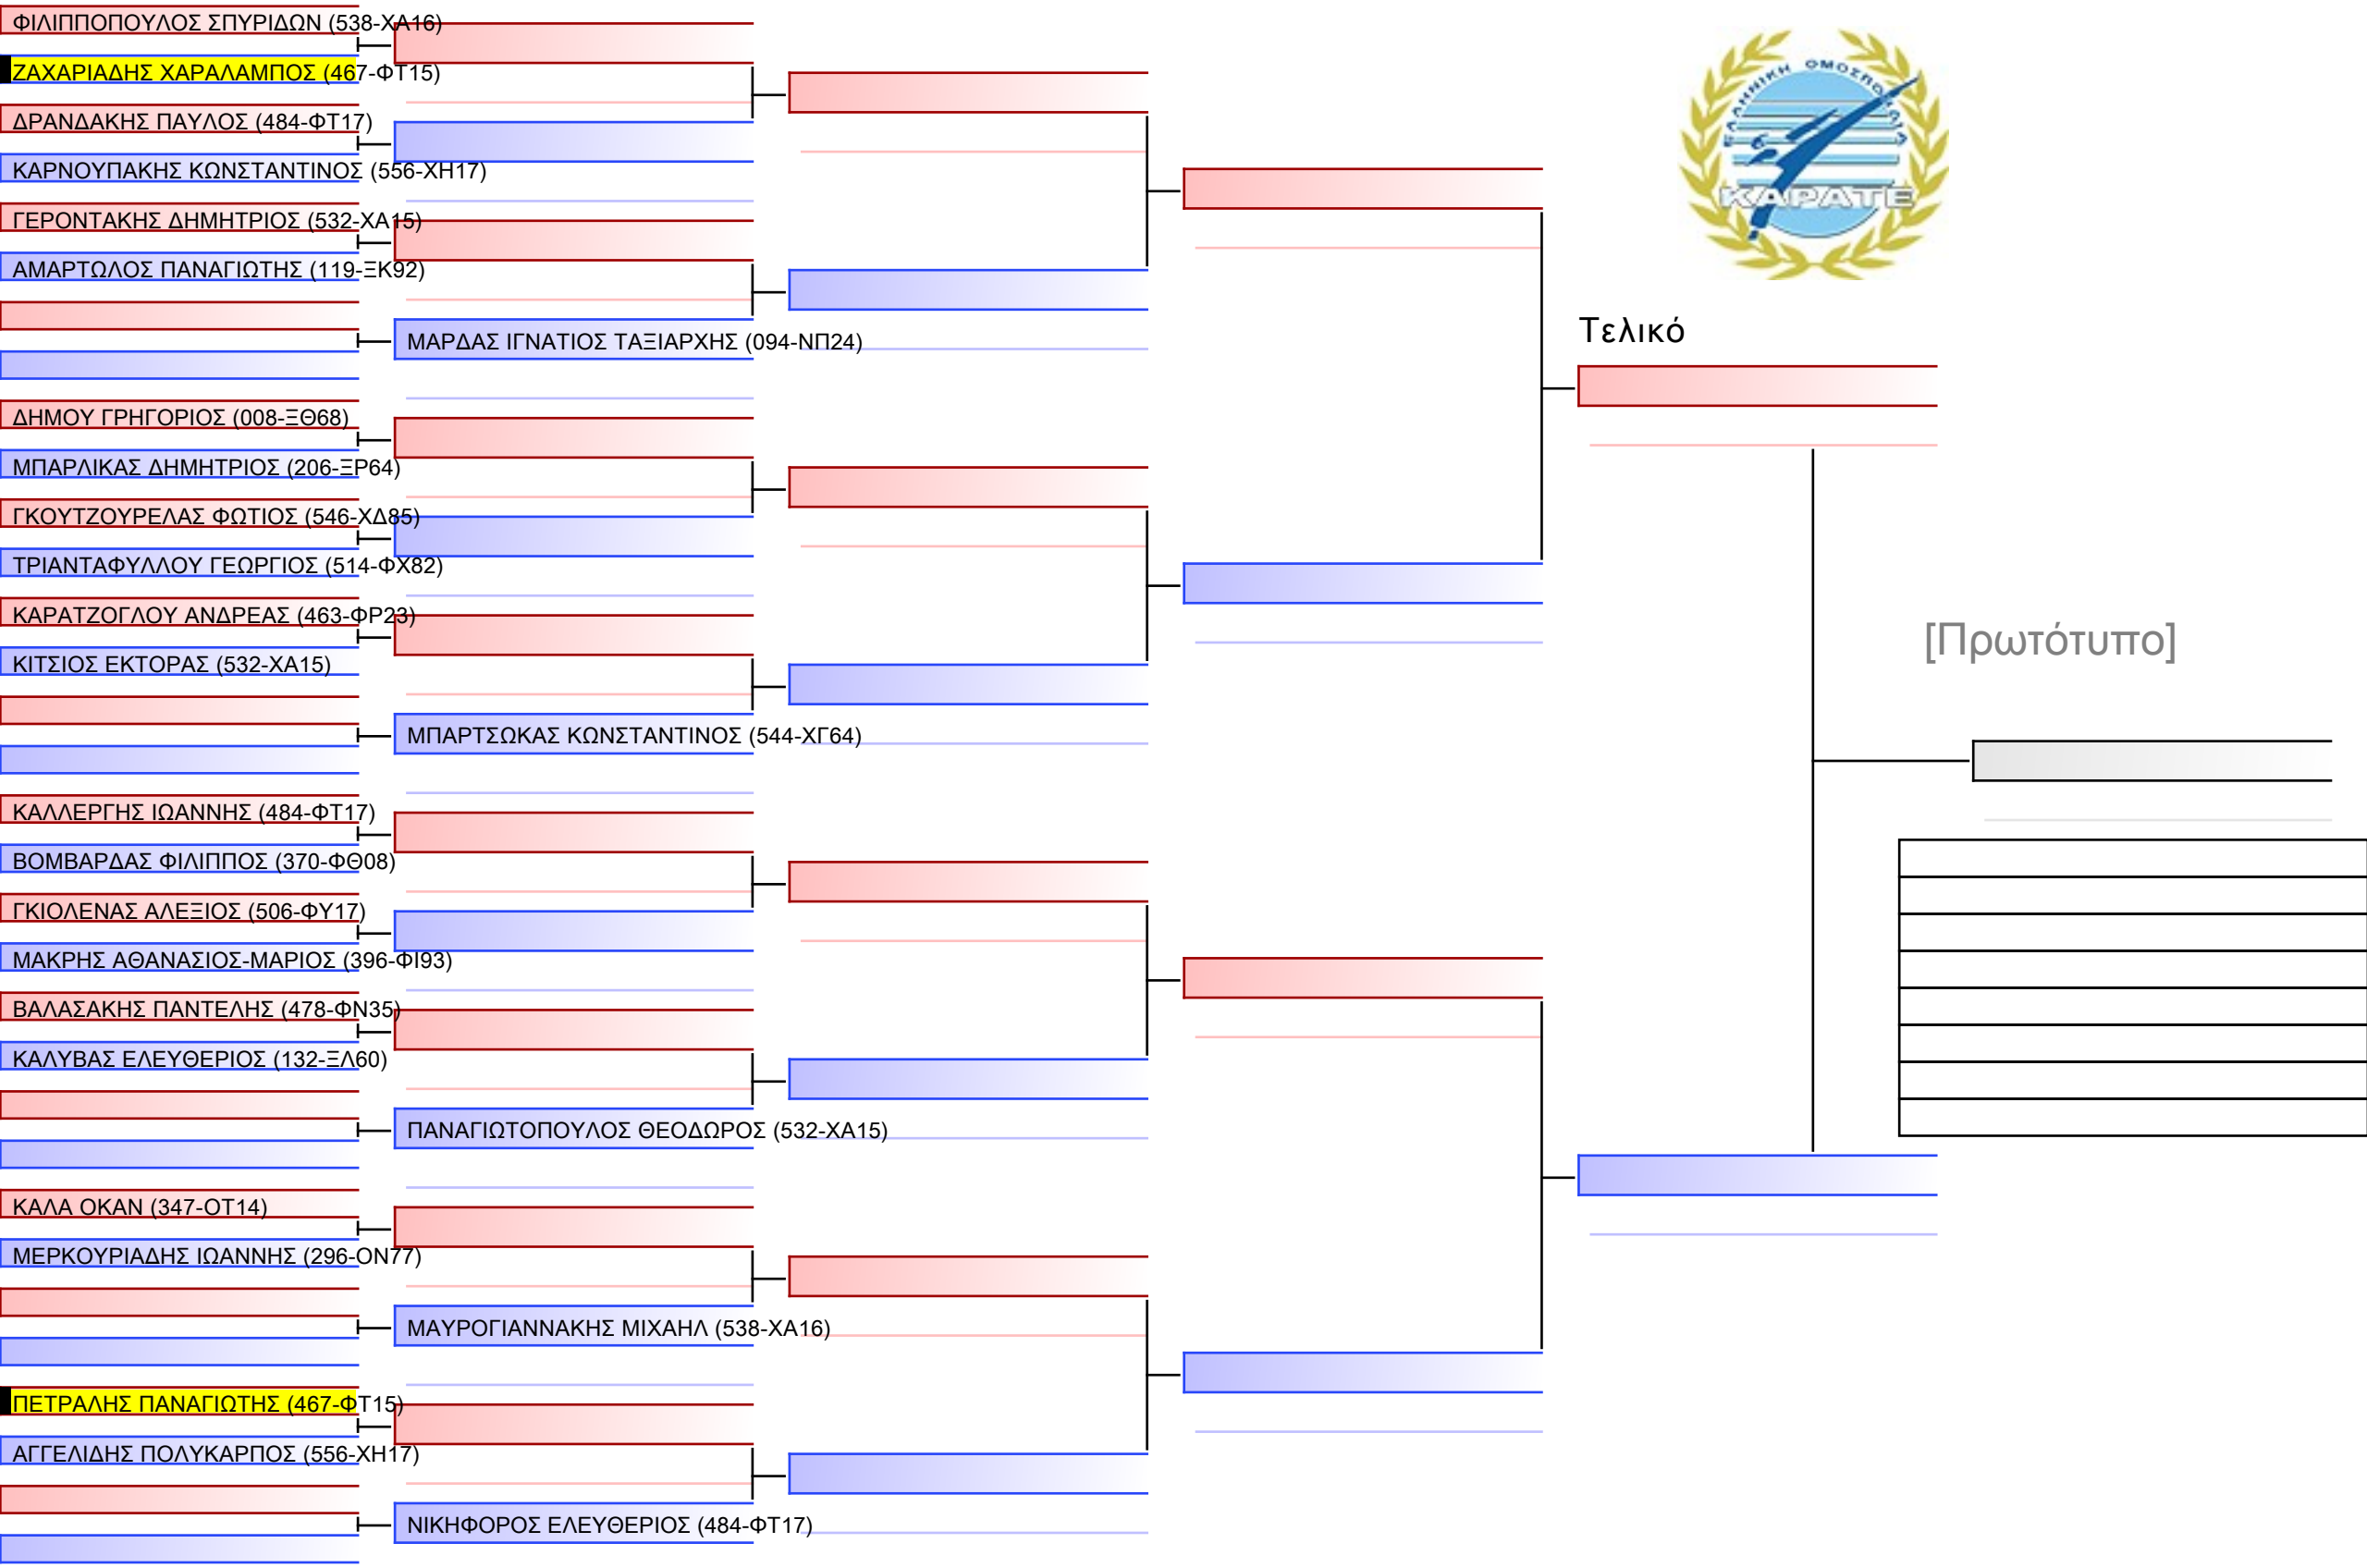 ΦΙΛΙΠΠΟΠΟΥΛΟΣ ΣΠΥΡΙΔΩΝ (538-ΧΑ16)
ΖΑΧΑΡΙΑΔΗΣ ΧΑΡΑΛΑΜΠΟΣ (467-ΦΤ15)
ΔΡΑΝΔΑΚΗΣ ΠΑΥΛΟΣ (484-ΦΤ17)
ΚΑΡΝΟΥΠΑΚΗΣ ΚΩΝΣΤΑΝΤΙΝΟΣ (556-ΧΗ17)
ΓΕΡΟΝΤΑΚΗΣ ΔΗΜΗΤΡΙΟΣ (532-ΧΑ15)
ΑΜΑΡΤΩΛΟΣ ΠΑΝΑΓΙΩΤΗΣ (119-ΞΚ92)
ΜΑΡΔΑΣ ΙΓΝΑΤΙΟΣ ΤΑΞΙΑΡΧΗΣ (094-ΝΠ24)
ΔΗΜΟΥ ΓΡΗΓΟΡΙΟΣ (008-ΞΘ68)
ΜΠΑΡΛΙΚΑΣ ΔΗΜΗΤΡΙΟΣ (206-ΞΡ64)
ΓΚΟΥΤΖΟΥΡΕΛΑΣ ΦΩΤΙΟΣ (546-ΧΔ85)
ΤΡΙΑΝΤΑΦΥΛΛΟΥ ΓΕΩΡΓΙΟΣ (514-ΦΧ82)
ΚΑΡΑΤΖΟΓΛΟΥ ΑΝΔΡΕΑΣ (463-ΦΡ23)
ΚΙΤΣΙΟΣ ΕΚΤΟΡΑΣ (532-ΧΑ15)
ΜΠΑΡΤΣΩΚΑΣ ΚΩΝΣΤΑΝΤΙΝΟΣ (544-ΧΓ64)
ΚΑΛΛΕΡΓΗΣ ΙΩΑΝΝΗΣ (484-ΦΤ17)
ΒΟΜΒΑΡΔΑΣ ΦΙΛΙΠΠΟΣ (370-ΦΘ08)
ΓΚΙΟΛΕΝΑΣ ΑΛΕΞΙΟΣ (506-ΦΥ17)
ΜΑΚΡΗΣ ΑΘΑΝΑΣΙΟΣ-ΜΑΡΙΟΣ (396-ΦΙ93)
ΒΑΛΑΣΑΚΗΣ ΠΑΝΤΕΛΗΣ (478-ΦΝ35)
ΚΑΛΥΒΑΣ ΕΛΕΥΘΕΡΙΟΣ (132-ΞΛ60)
ΠΑΝΑΓΙΩΤΟΠΟΥΛΟΣ ΘΕΟΔΩΡΟΣ (532-ΧΑ15)
ΚΑΛΑ ΟΚΑΝ (347-ΟΤ14)
ΜΕΡΚΟΥΡΙΑΔΗΣ ΙΩΑΝΝΗΣ (296-ΟΝ77)
ΜΑΥΡΟΓΙΑΝΝΑΚΗΣ ΜΙΧΑΗΛ (538-ΧΑ16)
ΠΕΤΡΑΛΗΣ ΠΑΝΑΓΙΩΤΗΣ (467-ΦΤ15)
ΑΓΓΕΛΙΔΗΣ ΠΟΛΥΚΑΡΠΟΣ (556-ΧΗ17)
ΝΙΚΗΦΟΡΟΣ ΕΛΕΥΘΕΡΙΟΣ (484-ΦΤ17)
ΕΛΛΗΝΙΚΗ ΟΜΟΣΠΟΝΔΙΑ
ΚΑΡΑΤΕ
Τελικό
[Πρωτότυπο]